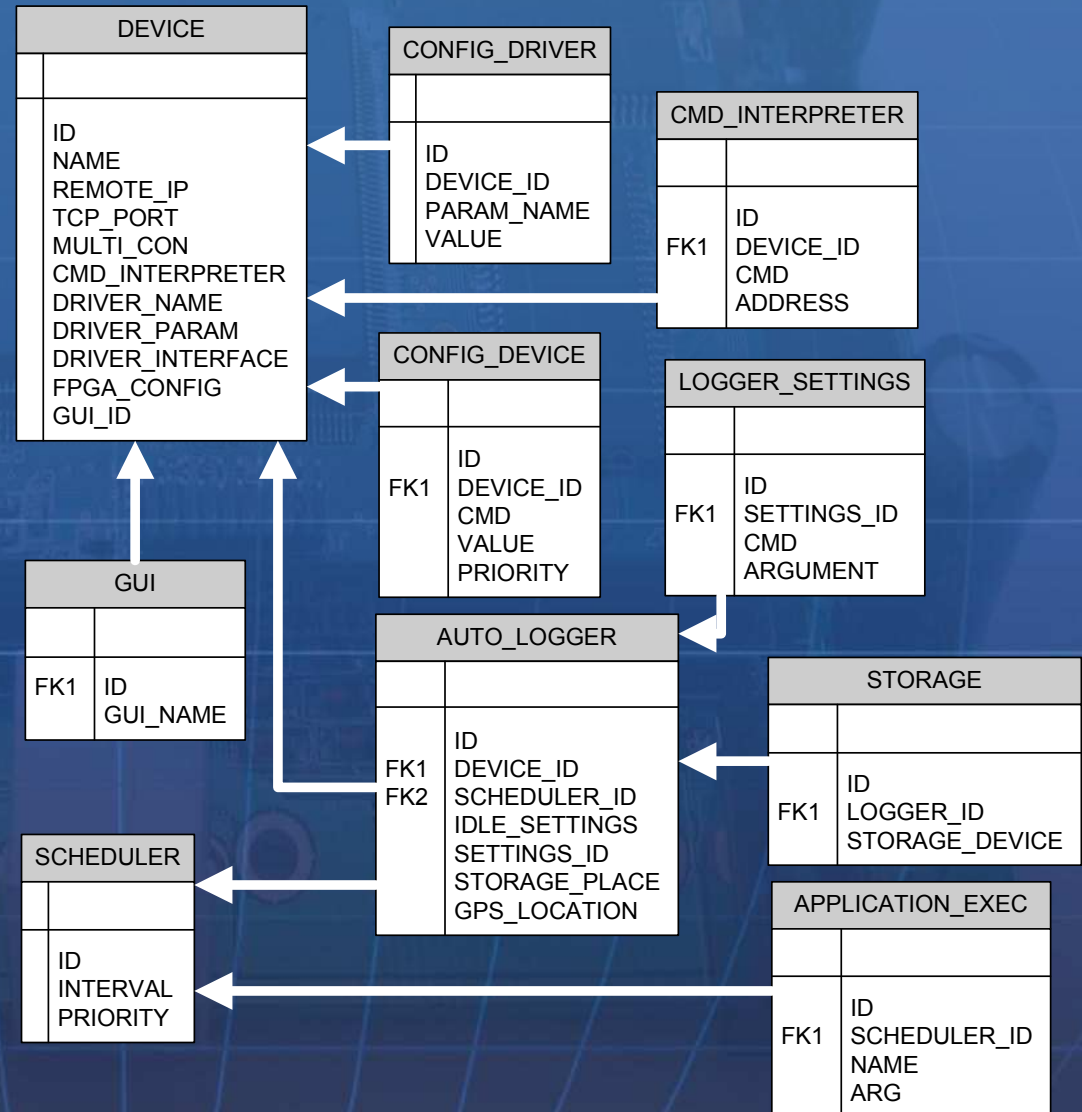 DEVICE
ID
NAME
REMOTE_IP
TCP_PORT
MULTI_CON
CMD_INTERPRETER
DRIVER_NAME
DRIVER_PARAM
DRIVER_INTERFACE
FPGA_CONFIG
GUI_ID
CONFIG_DRIVER
ID
DEVICE_ID
PARAM_NAME
VALUE
CMD_INTERPRETER
ID
FK1 DEVICE_ID
CMD
ADDRESS
CONFIG_DEVICE
ID
FK1 DEVICE_ID
CMD
VALUE
PRIORITY
LOGGER_SETTINGS
ID
FK1 SETTINGS_ID
CMD
ARGUMENT
GUI
FK1 ID
GUI_NAME
AUTO_LOGGER
ID
FK1 DEVICE_ID
FK2 SCHEDULER_ID
IDLE_SETTINGS
SETTINGS_ID
STORAGE_PLACE
GPS_LOCATION
STORAGE
ID
FK1 LOGGER_ID
STORAGE_DEVICE
SCHEDULER
ID
INTERVAL
PRIORITY
APPLICATION_EXEC
ID
FK1 SCHEDULER_ID
NAME
ARG